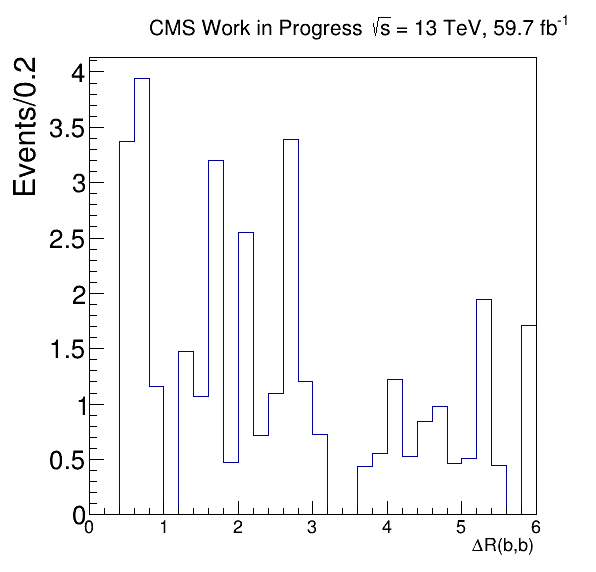 CMS Work in Progress √s = 13 TeV, 59.7 fb⁻¹
Events/0.2
4
3.5
3
2.5
2
1.5
1
0.5
0
0 1 2 3 4 5 6
ΔR(b,b)